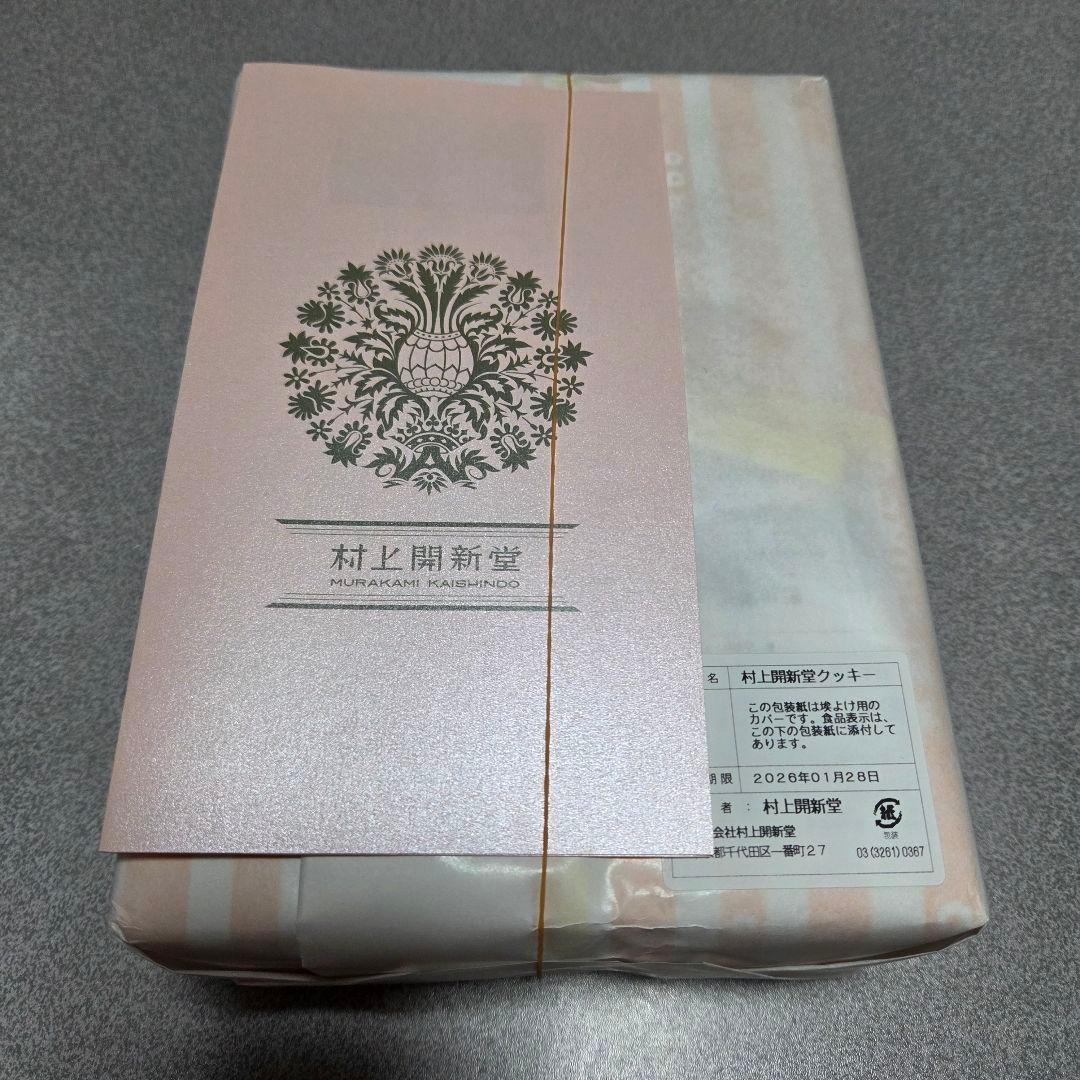 村上開新堂
MURAKAMI KAISHINDO
名 村上開新堂クッキー
この包装紙は埃よけ用の
カバーです。食品表示は、
この下の包装紙に添付して
あります。
期限 2026年01月28日
者 : 村上開新堂
紙
包装
会社村上開新堂
都千代田区一番町27 03(3261)0367